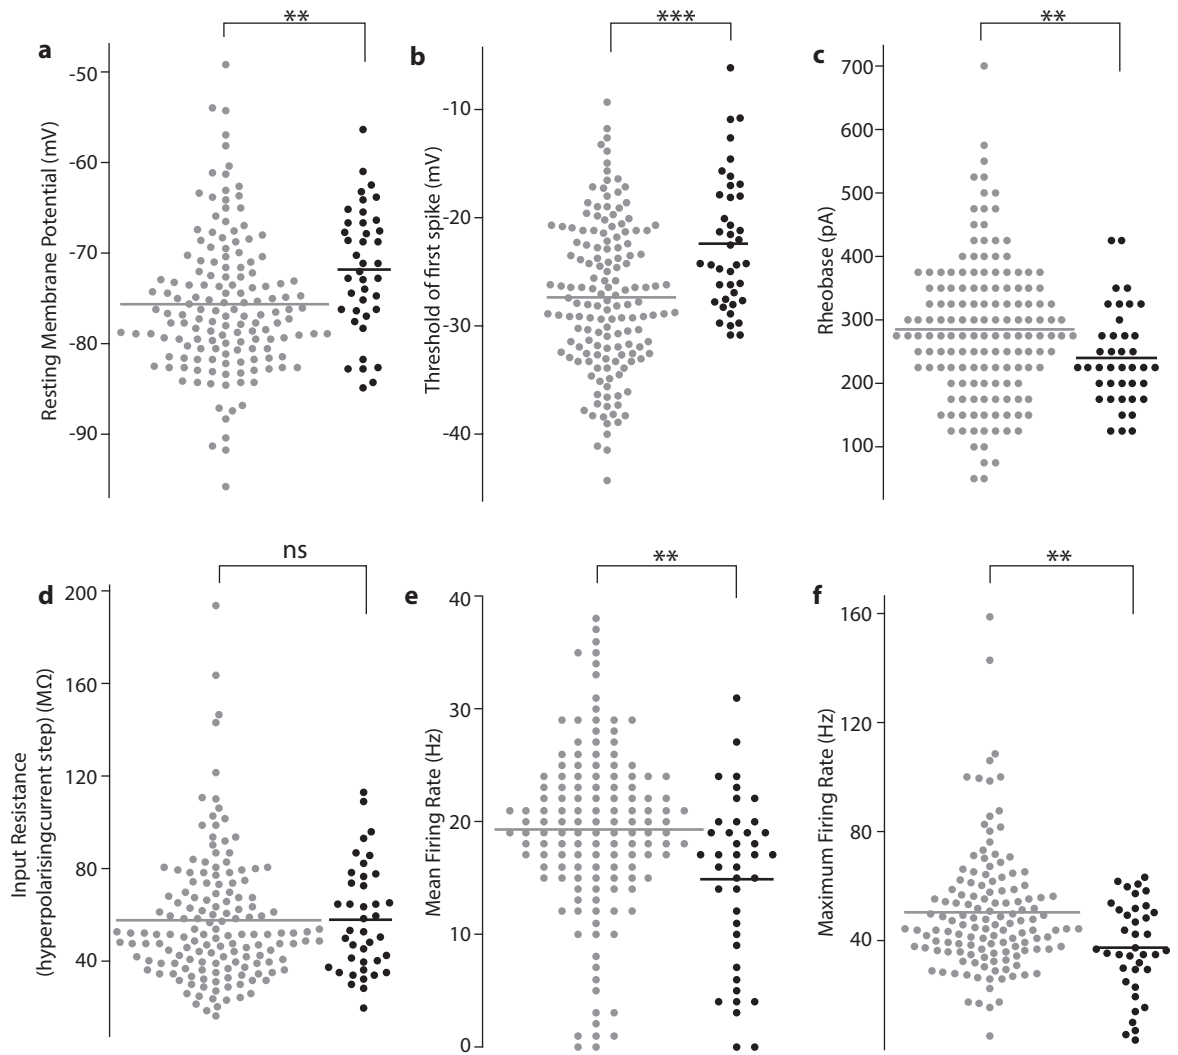 **
a
-50
-60
-70
-80
-90
Resting Membrane Potential (mV)
***
b
-10
-20
-30
-40
Threshold of first spike (mV)
**
c
700
600
500
400
300
200
100
Rheobase (pA)
ns
d
200
160
120
80
40
Input Resistance
(hyperpolarisingcurrent step) (MΩ)
**
e
40
30
20
10
0
Mean Firing Rate (Hz)
**
f
160
120
80
40
Maximum Firing Rate (Hz)